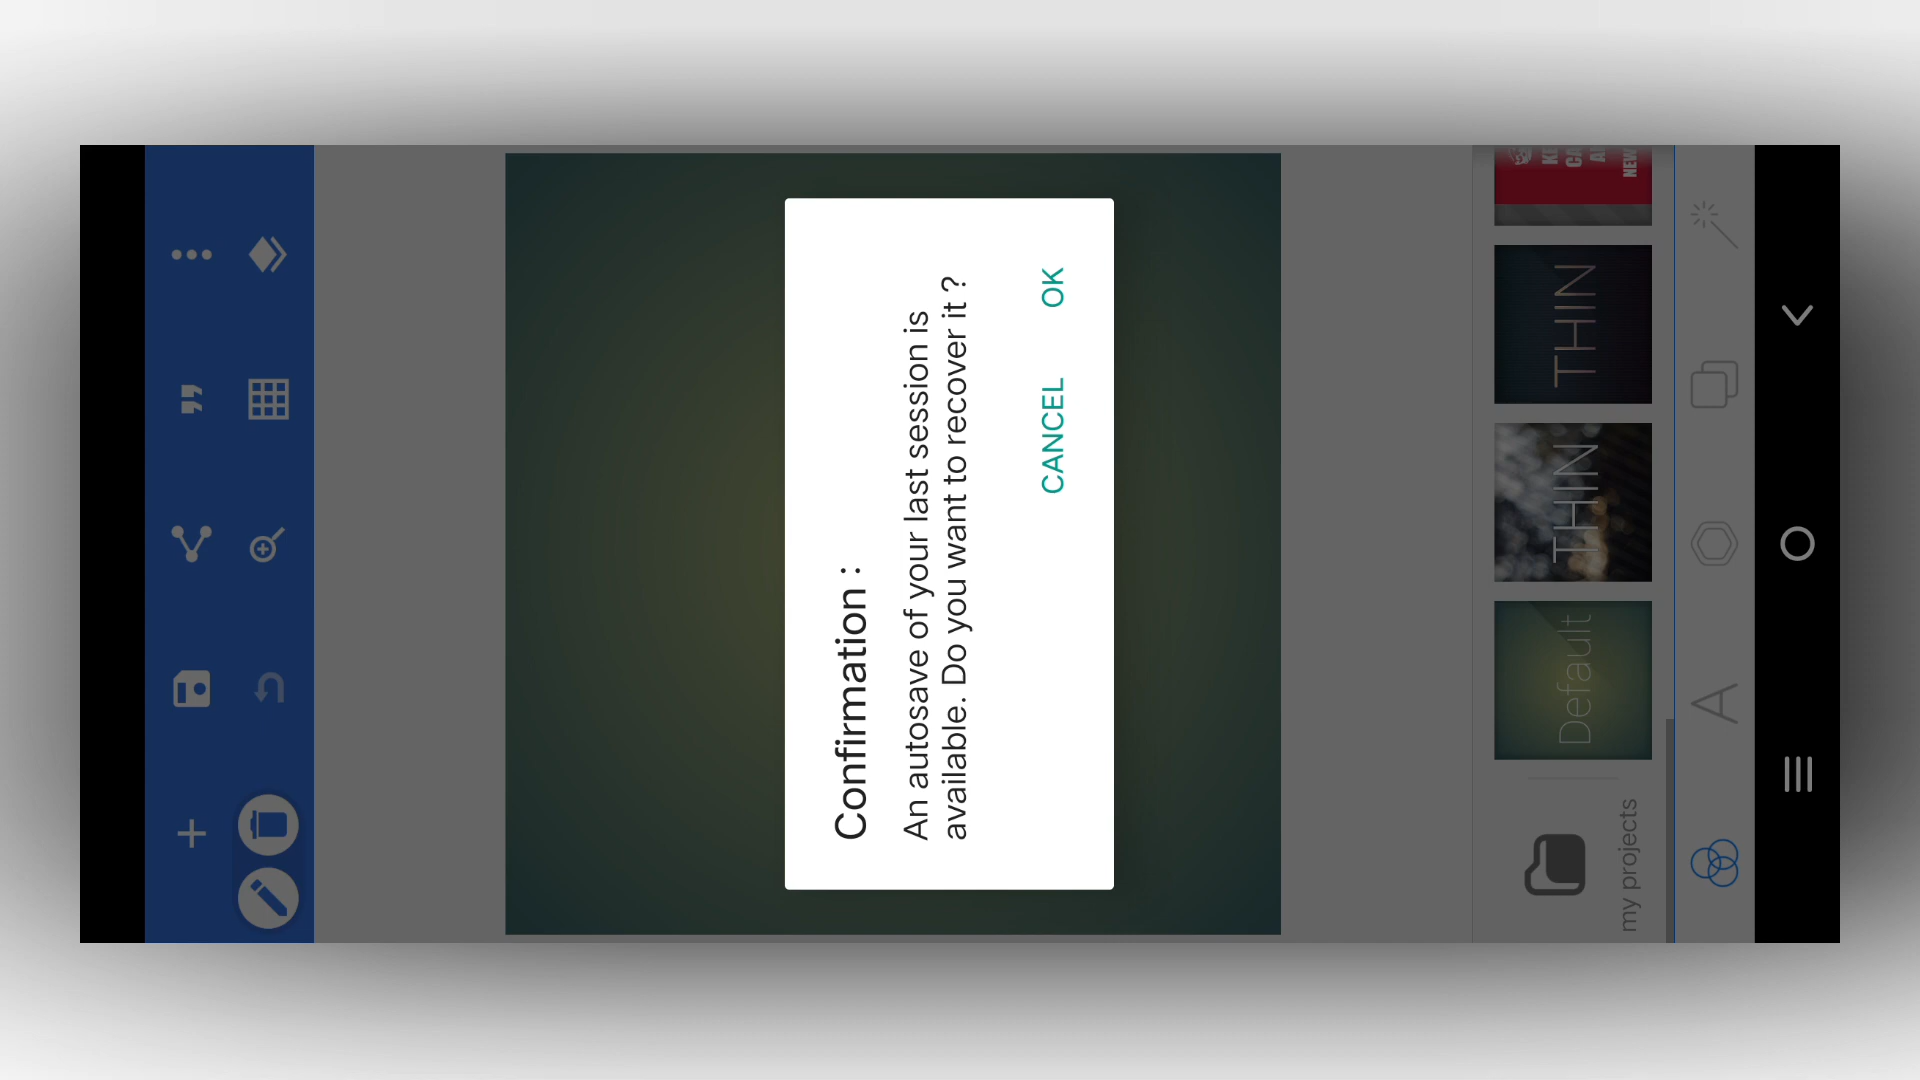 Confirmation :
An autosave of your last session is
available. Do you want to recover it ?
CANCEL OK
my projects
Default
THIN
THIN
NEW